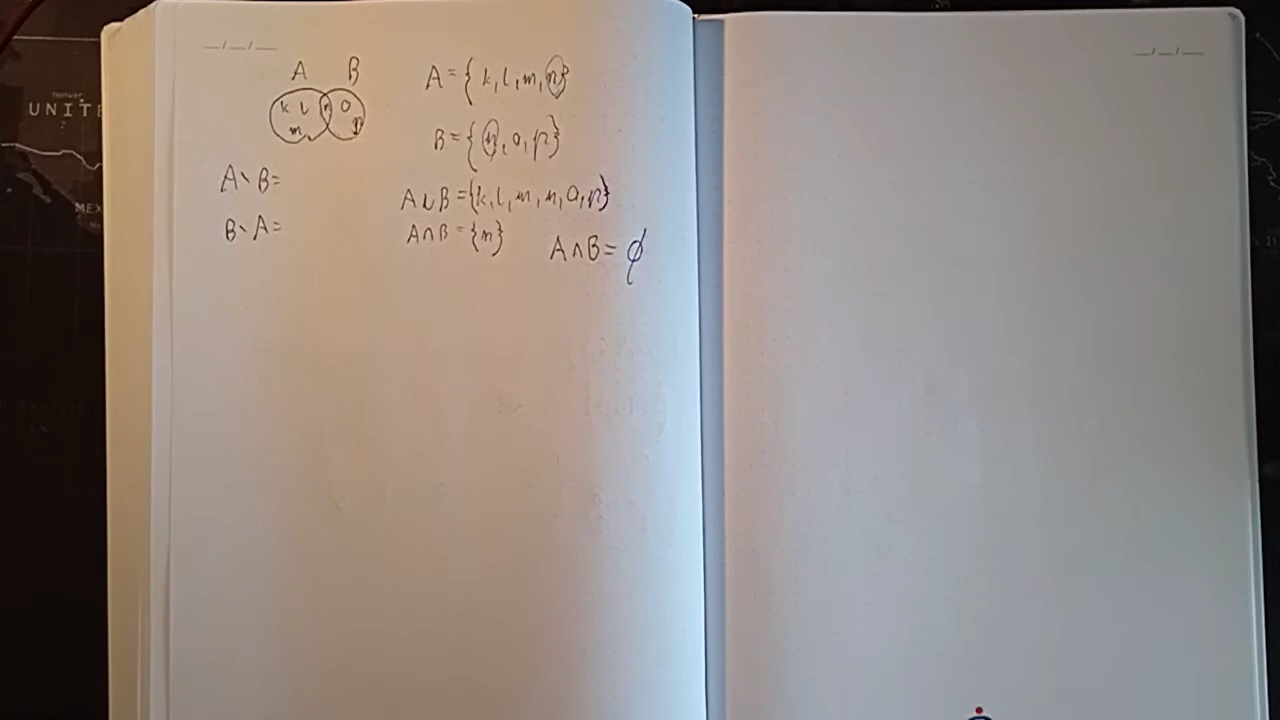 _/_/_
_/_/_
A B
k l n o
m p
A = {k, l, m, n}
B = {n, o, p}
A \ B =
B \ A =
A ∪ B = {k, l, m, n, o, p}
A ∩ B = {n}
A ∩ B = ϕ
UNITE
MEX